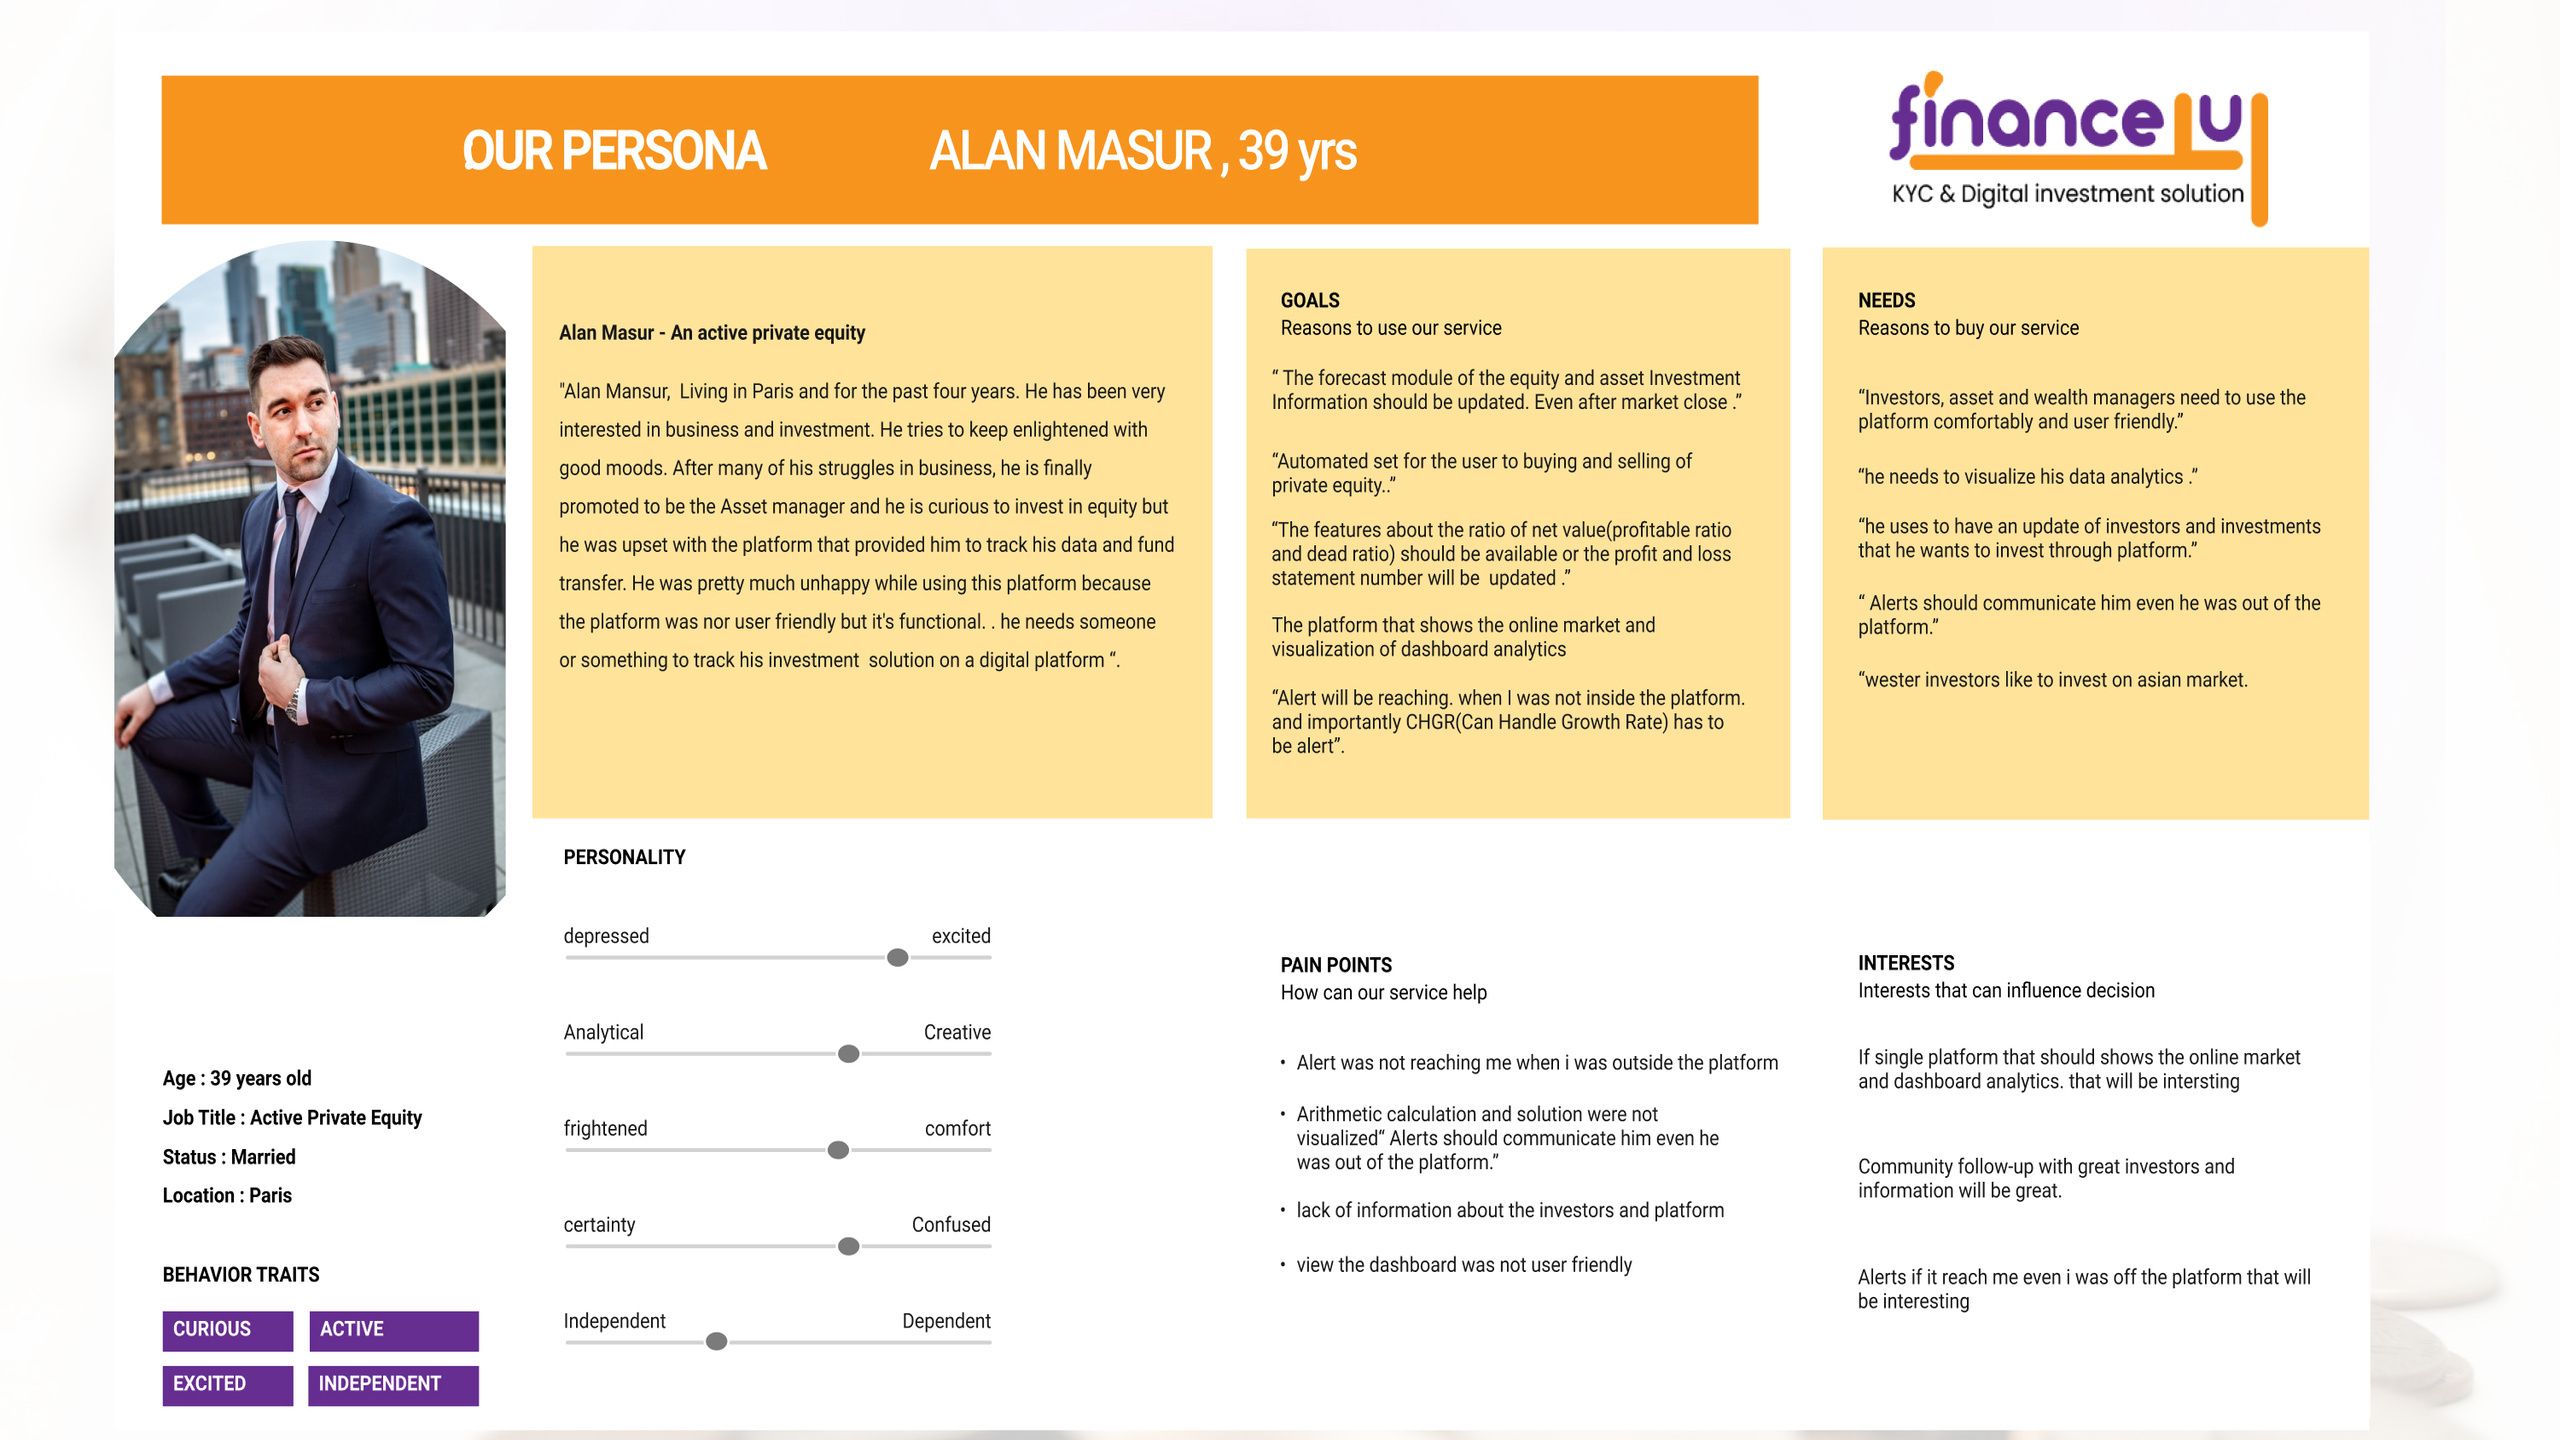 OUR PERSONA
ALAN MASUR , 39 yrs
financely
KYC & Digital investment solution
Alan Masur - An active private equity
"Alan Mansur,  Living in Paris and for the past four years. He has been very
interested in business and investment. He tries to keep enlightened with
good moods. After many of his struggles in business, he is finally
promoted to be the Asset manager and he is curious to invest in equity but
he was upset with the platform that provided him to track his data and fund
transfer. He was pretty much unhappy while using this platform because
the platform was nor user friendly but it's functional. . he needs someone
or something to track his investment  solution on a digital platform “.
GOALS
Reasons to use our service
“ The forecast module of the equity and asset Investment
Information should be updated. Even after market close .”
“Automated set for the user to buying and selling of
private equity..”
“The features about the ratio of net value(profitable ratio
and dead ratio) should be available or the profit and loss
statement number will be  updated .”
The platform that shows the online market and
visualization of dashboard analytics
“Alert will be reaching. when I was not inside the platform.
and importantly CHGR(Can Handle Growth Rate) has to
be alert”.
NEEDS
Reasons to buy our service
“Investors, asset and wealth managers need to use the
platform comfortably and user friendly.”
“he needs to visualize his data analytics .”
“he uses to have an update of investors and investments
that he wants to invest through platform.”
“ Alerts should communicate him even he was out of the
platform.”
“wester investors like to invest on asian market.
Age : 39 years old
Job Title : Active Private Equity
Status : Married
Location : Paris
BEHAVIOR TRAITS
CURIOUS
ACTIVE
EXCITED
INDEPENDENT
PERSONALITY
depressed
excited
Analytical
Creative
frightened
comfort
certainty
Confused
Independent
Dependent
PAIN POINTS
How can our service help
• Alert was not reaching me when i was outside the platform
• Arithmetic calculation and solution were not
visualized“ Alerts should communicate him even he
was out of the platform.”
• lack of information about the investors and platform
• view the dashboard was not user friendly
INTERESTS
Interests that can influence decision
If single platform that should shows the online market
and dashboard analytics. that will be intersting
Community follow-up with great investors and
information will be great.
Alerts if it reach me even i was off the platform that will
be interesting